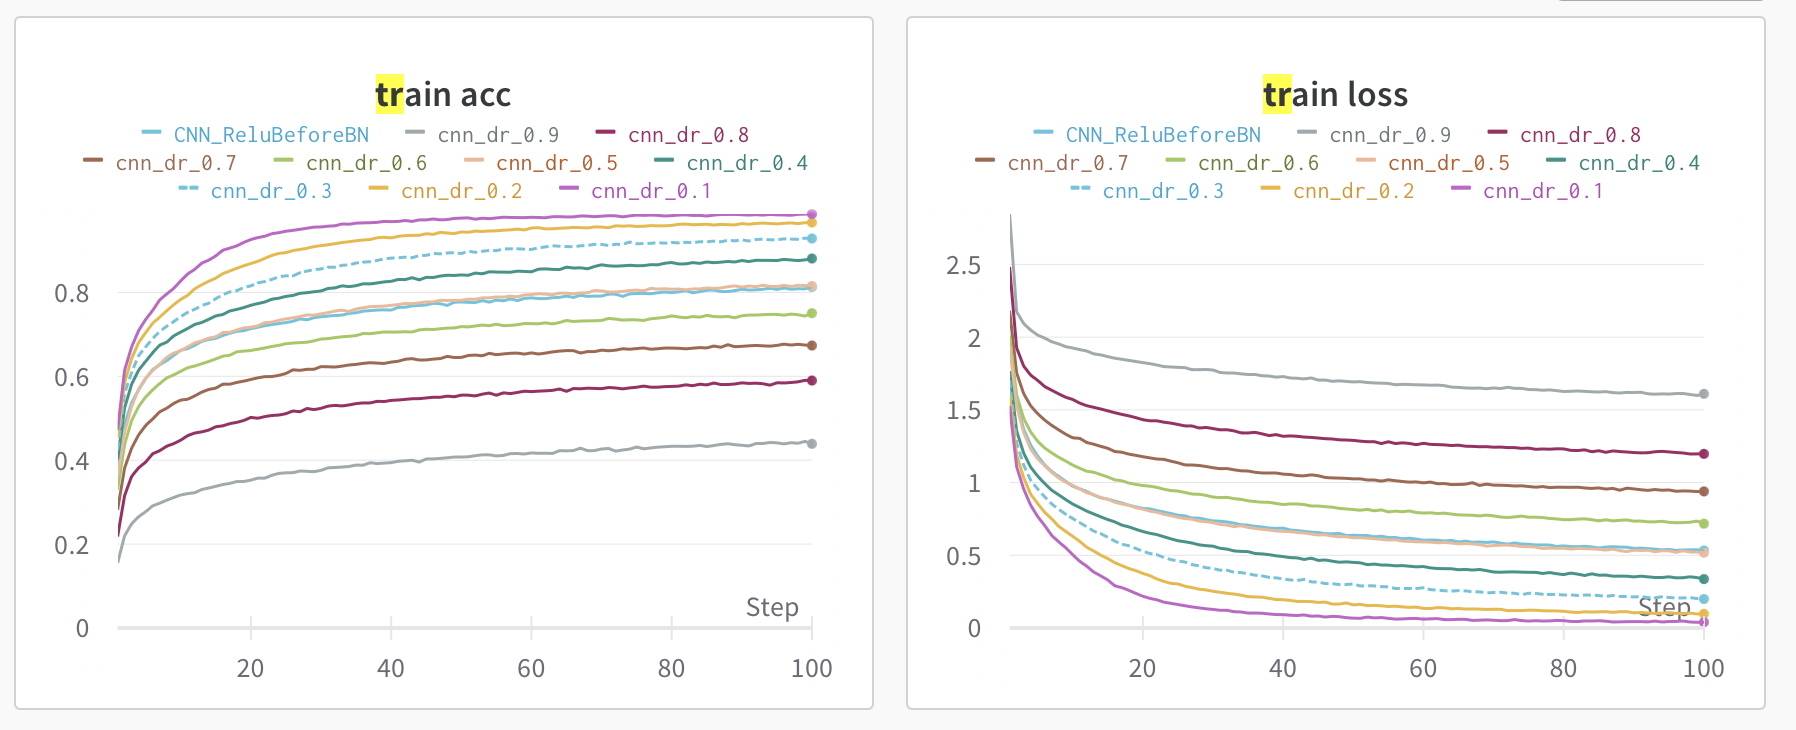 train acc
CNN_ReluBeforeBN cnn_dr_0.9 cnn_dr_0.8
cnn_dr_0.7 cnn_dr_0.6 cnn_dr_0.5 cnn_dr_0.4
cnn_dr_0.3 cnn_dr_0.2 cnn_dr_0.1
0.8
0.6
0.4
0.2
0
Step
20 40 60 80 100
train loss
CNN_ReluBeforeBN cnn_dr_0.9 cnn_dr_0.8
cnn_dr_0.7 cnn_dr_0.6 cnn_dr_0.5 cnn_dr_0.4
cnn_dr_0.3 cnn_dr_0.2 cnn_dr_0.1
2.5
2
1.5
1
0.5
0
Step
20 40 60 80 100